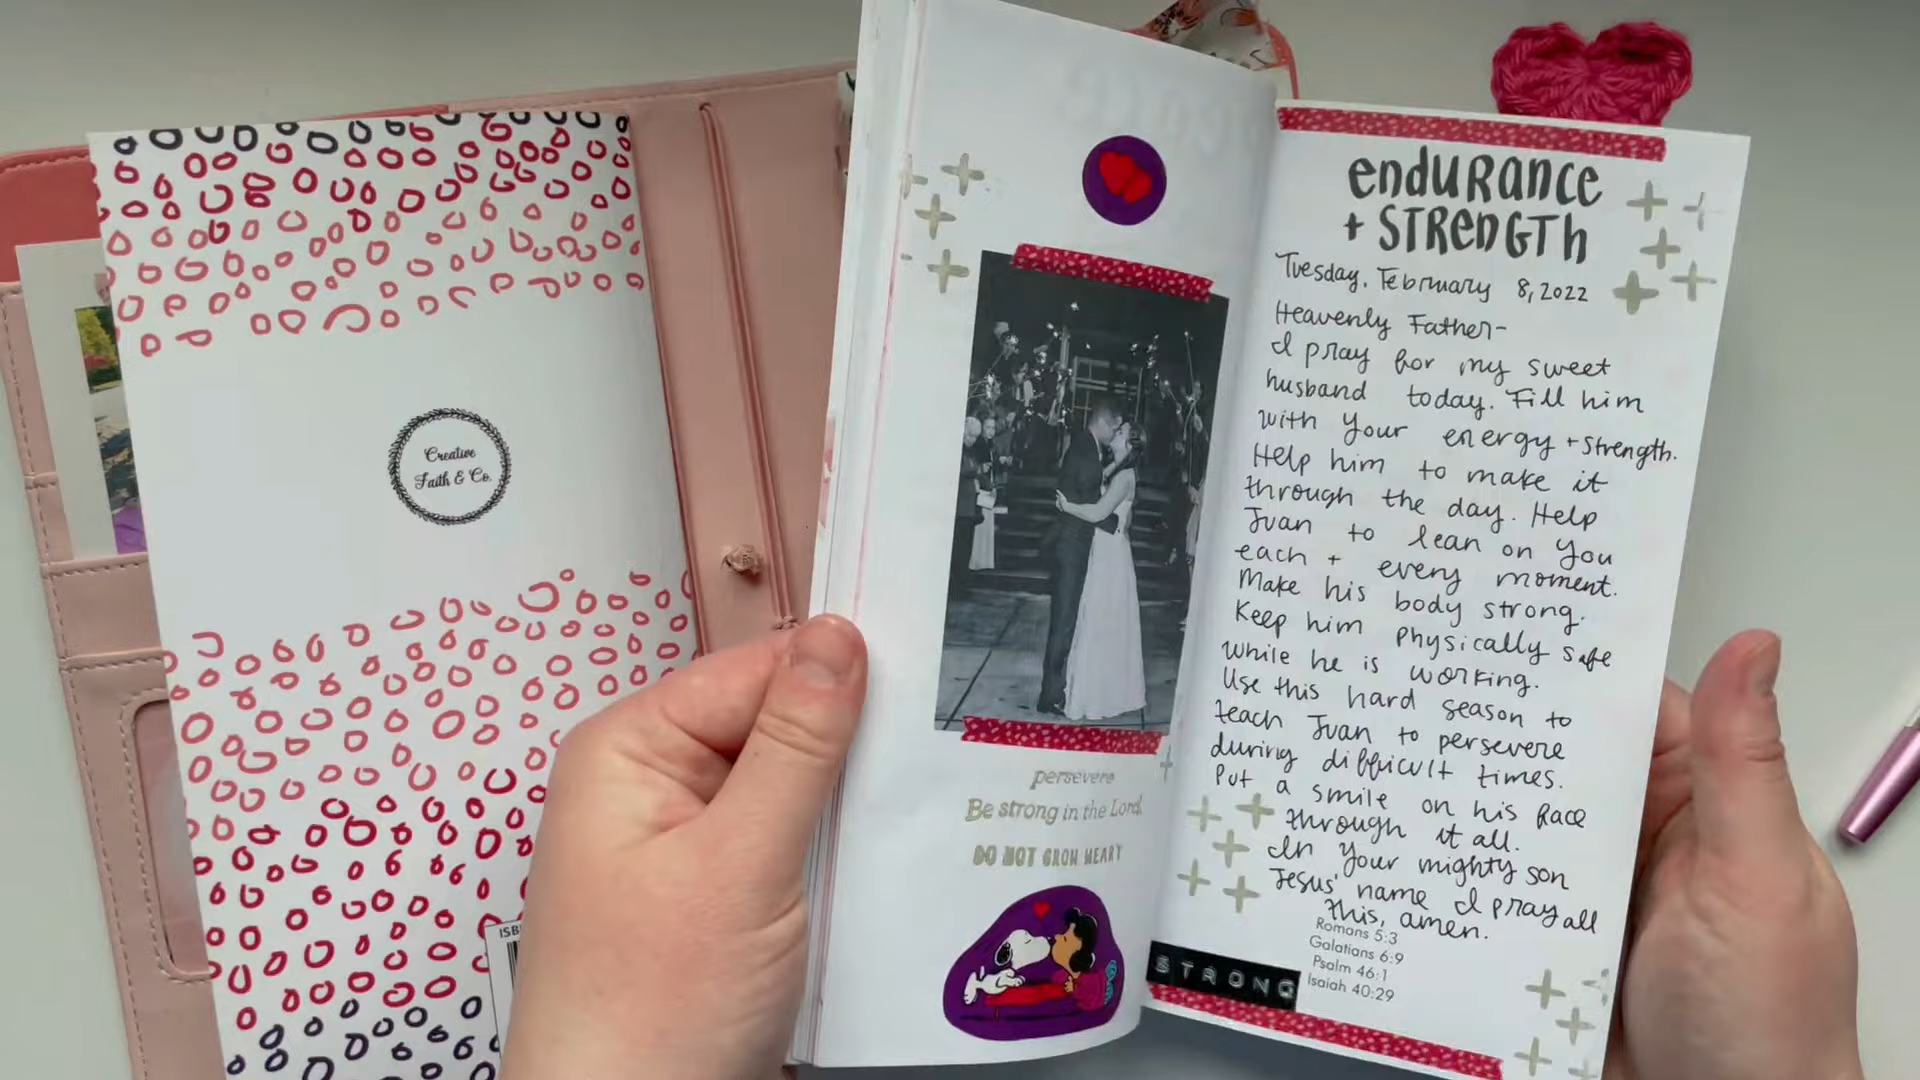 Creative
Faith & Co.
ISB
persevere
Be strong in the Lord.
DO NOT GROW WEARY
endurance
+ STRENGTH
Tuesday, February 8, 2022
Heavenly Father-
I pray for my sweet
husband today. Fill him
with Your energy + strength.
Help him to make it
through the day. Help
Juan to lean on You
each + every moment.
Make his body strong.
Keep him physically safe
while he is working.
Use this hard season to
teach Juan to persevere
during difficult times.
Put a smile on his face
through it all.
In Your mighty son
Jesus' name I pray all
this, amen.
Romans 5:3
Galatians 6:9
Psalm 46:1
Isaiah 40:29
STRONG